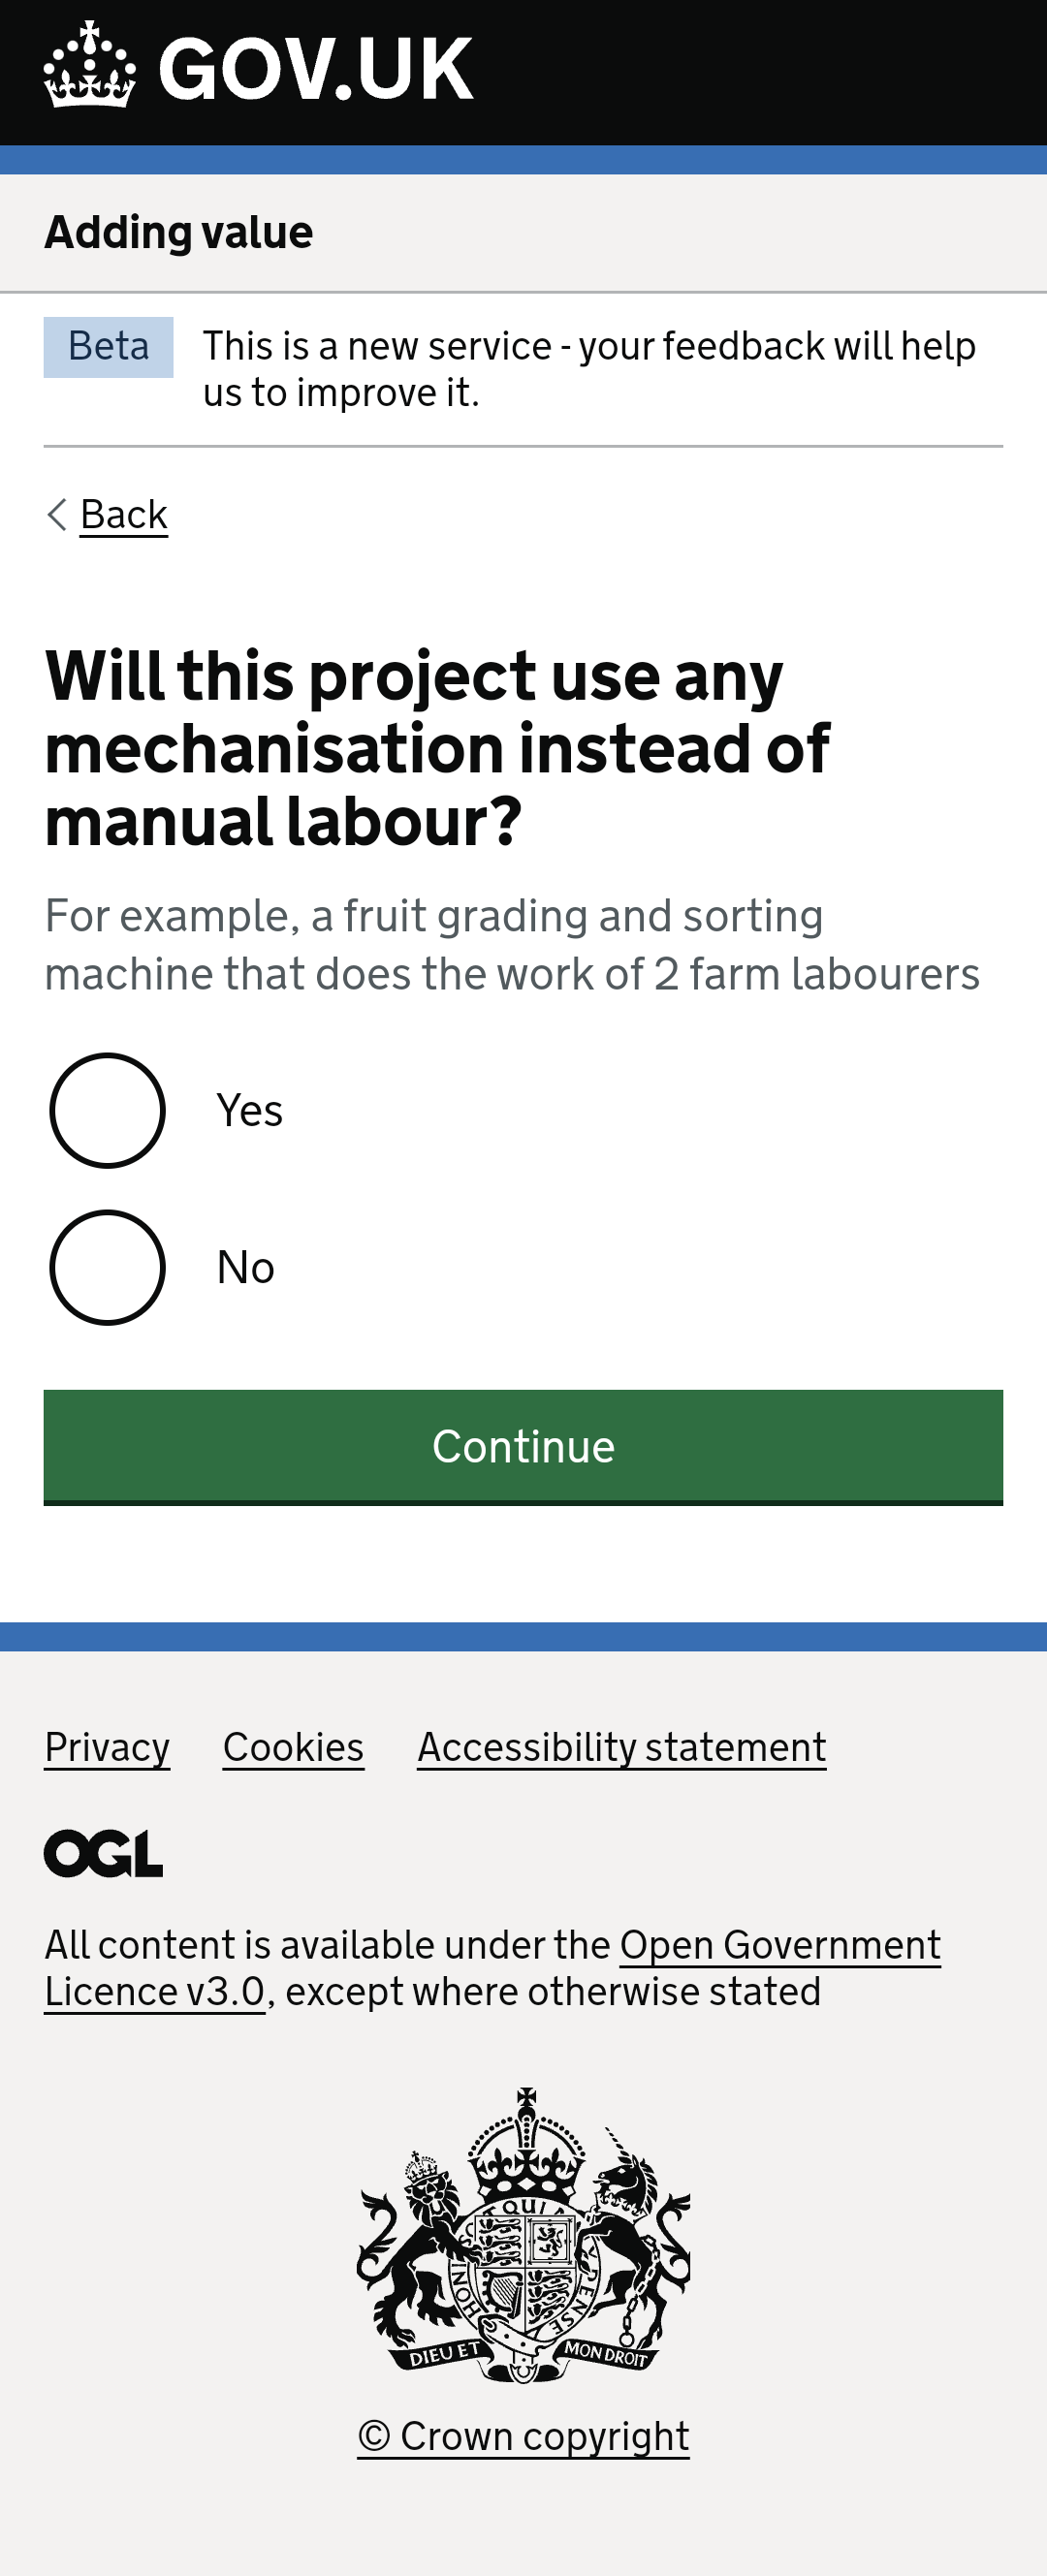 GOV.UK
Adding value
Beta
This is a new service - your feedback will help
us to improve it.
Back
Will this project use any
mechanisation instead of
manual labour?
For example, a fruit grading and sorting
machine that does the work of 2 farm labourers
Yes
No
Continue
Privacy Cookies Accessibility statement
OGL
All content is available under the Open Government
Licence v3.0, except where otherwise stated
DIEU ET MON DROIT
© Crown copyright